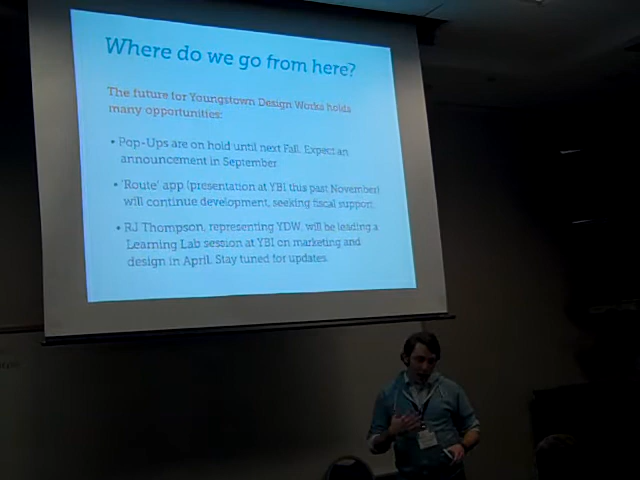 Where do we go from here?
The future for Youngstown Design Works holds
many opportunities:
• Pop-Ups are on hold until next Fall. Expect an
announcement in September
• 'Route' app (presentation at YBI this past November)
will continue development, seeking fiscal support
• RJ Thompson, representing YDW, will be leading a
Learning Lab session at YBI on marketing and
design in April. Stay tuned for updates.